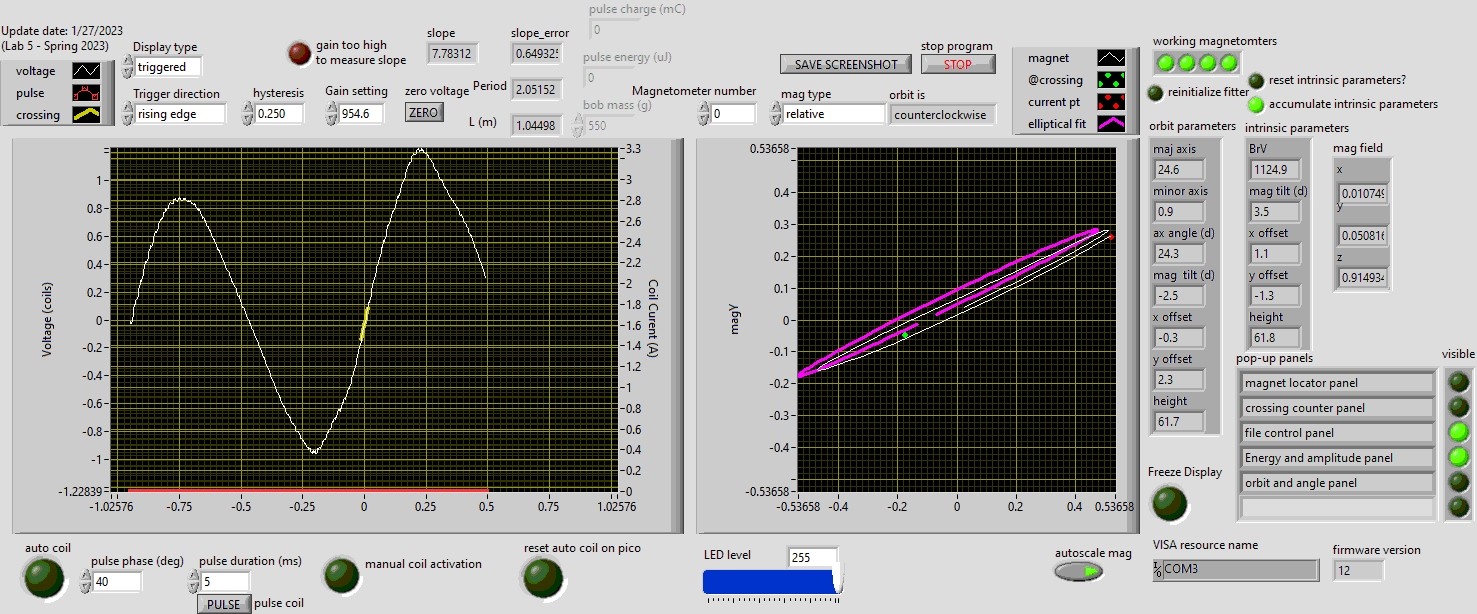 pulse charge (mC)
0
Update date: 1/27/2023
(Lab 5 - Spring 2023)
voltage
pulse
crossing
Display type
triggered
Trigger direction
rising edge
gain too high
to measure slope
hysteresis
0.250
Gain setting
954.6
zero voltage
ZERO
slope
7.78312
slope_error
0.64932
Period
2.05152
L (m)
1.04498
pulse energy (uJ)
0
bob mass (g)
550
Magnetometer number
0
SAVE SCREENSHOT
stop program
STOP
mag type
relative
orbit is
counterclockwise
magnet
@crossing
current pt
elliptical fit
working magnetomters
reinitialize fitter
reset intrinsic parameters?
accumulate intrinsic parameters
orbit parameters
maj axis
24.6
minor axis
0.9
ax angle (d)
24.3
mag tilt (d)
-2.5
x offset
-0.3
y offset
2.3
height
61.7
intrinsic parameters
BrV
1124.9
mag tilt (d)
3.5
x offset
1.1
y offset
-1.3
height
61.8
mag field
x
0.010749
y
0.050816
z
0.914934
Voltage (coils)
1-
0.8-
0.6-
0.4-
0.2-
0-
-0.2-
-0.4-
-0.6-
-0.8-
-1-
-1.22839
-1.02576
-0.75
-0.5
-0.25
0
0.25
0.5
0.75
1.02576
-3.3
-3
-2.8
-2.6
-2.4
-2.2
-2
-1.8
-1.6
-1.4
-1.2
-1
-0.8
-0.6
-0.4
-0.2
-0
Coil Curent (A)
magy
0.53658
0.4-
0.3-
0.2-
0.1-
0-
-0.1-
-0.2-
-0.3-
-0.4-
-0.53658
-0.53658
-0.4
-0.2
0
0.2
0.4
0.53658
pop-up panels
visible
magnet locator panel
crossing counter panel
file control panel
Energy and amplitude panel
orbit and angle panel
Freeze Display
auto coil
pulse phase (deg)
40
pulse duration (ms)
5
PULSE
pulse coil
manual coil activation
reset auto coil on pico
LED level
255
autoscale mag
VISA resource name
COM3
firmware version
12